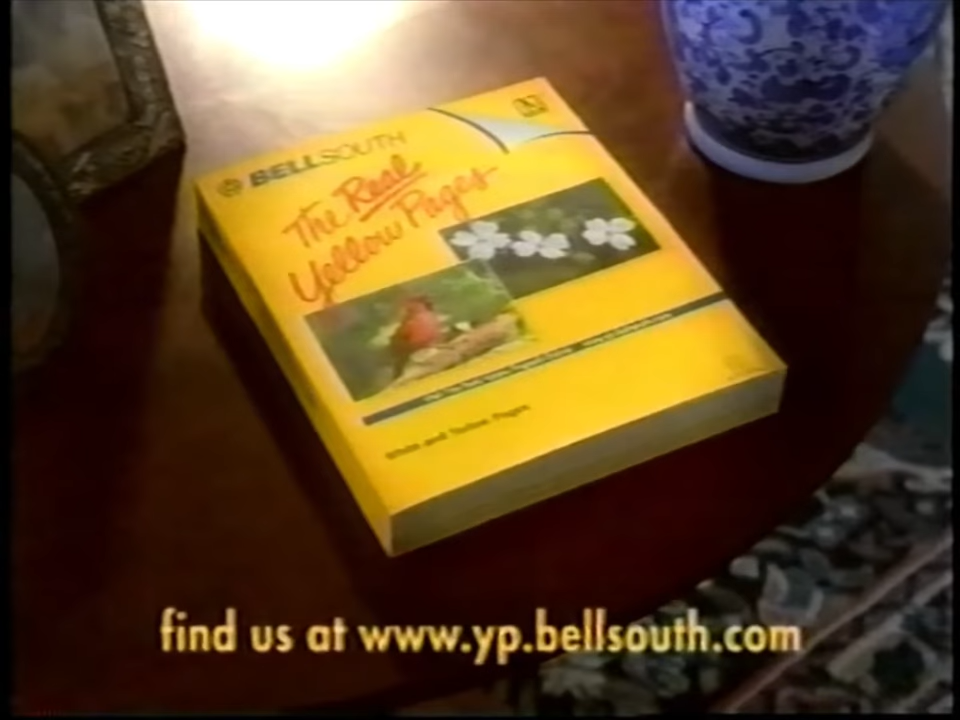 BELLSOUTH
The Real
Yellow Pages
White and Yellow Pages
find us at www.yp.bellsouth.com